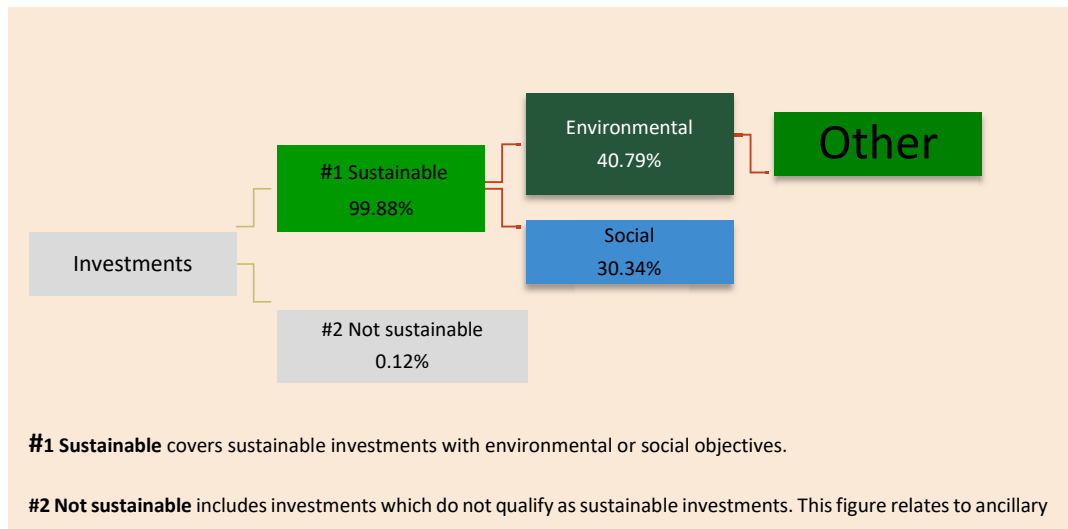 Environmental
40.79%
Other
#1 Sustainable
99.88%
Social
30.34%
Investments
#2 Not sustainable
0.12%
#1 Sustainable covers sustainable investments with environmental or social objectives.
#2 Not sustainable includes investments which do not qualify as sustainable investments. This figure relates to ancillary